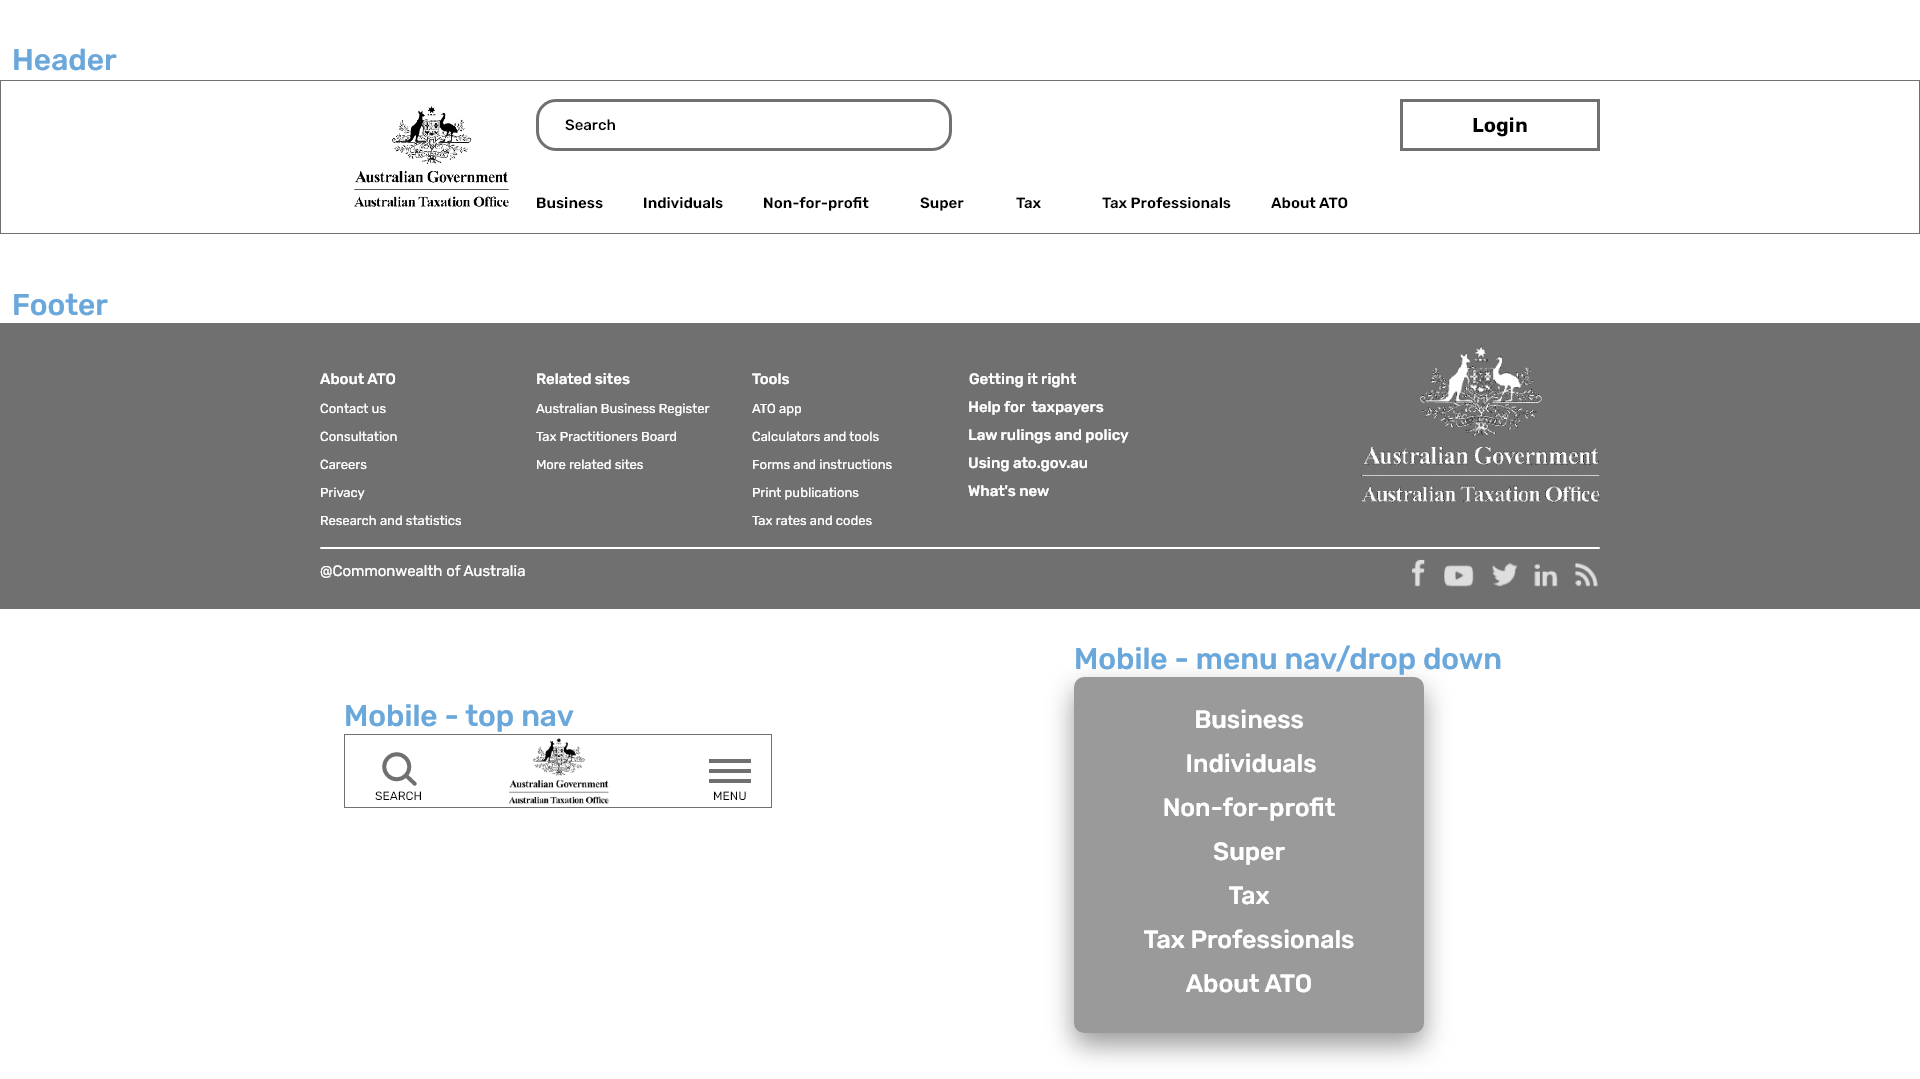 Header
Search
Login
Australian Government
Australian Taxation Office
Business Individuals Non-for-profit Super Tax Tax Professionals About ATO
Footer
About ATO
Contact us
Consultation
Careers
Privacy
Research and statistics
Related sites
Australian Business Register
Tax Practitioners Board
More related sites
Tools
ATO app
Calculators and tools
Forms and instructions
Print publications
Tax rates and codes
Getting it right
Help for taxpayers
Law rulings and policy
Using ato.gov.au
What's new
Australian Government
Australian Taxation Office
@Commonwealth of Australia
Mobile - top nav
SEARCH
Australian Government
Australian Taxation Office
MENU
Mobile - menu nav/drop down
Business
Individuals
Non-for-profit
Super
Tax
Tax Professionals
About ATO